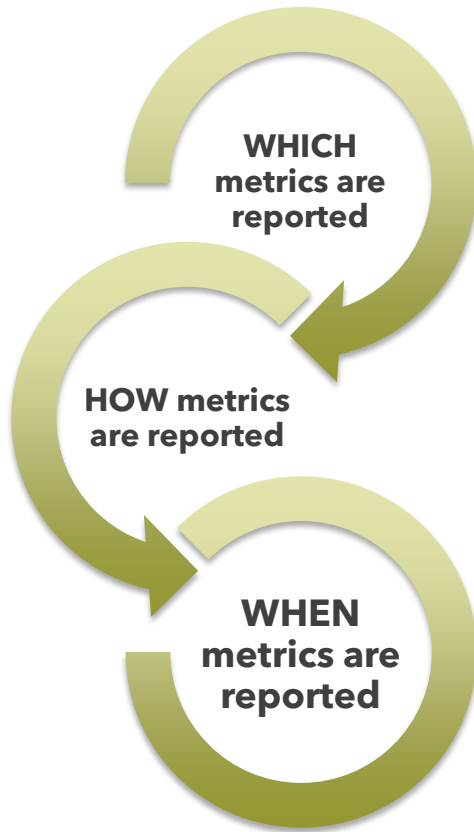 WHICH
metrics are
reported
HOW metrics
are reported
WHEN
metrics are
reported